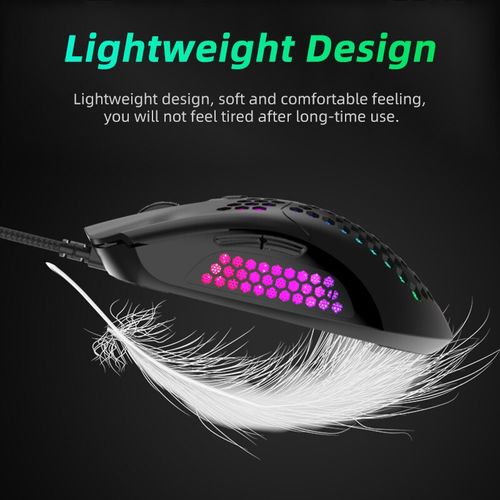 Lightweight Design
Lightweight design, soft and comfortable feeling,
you will not feel tired after long-time use.